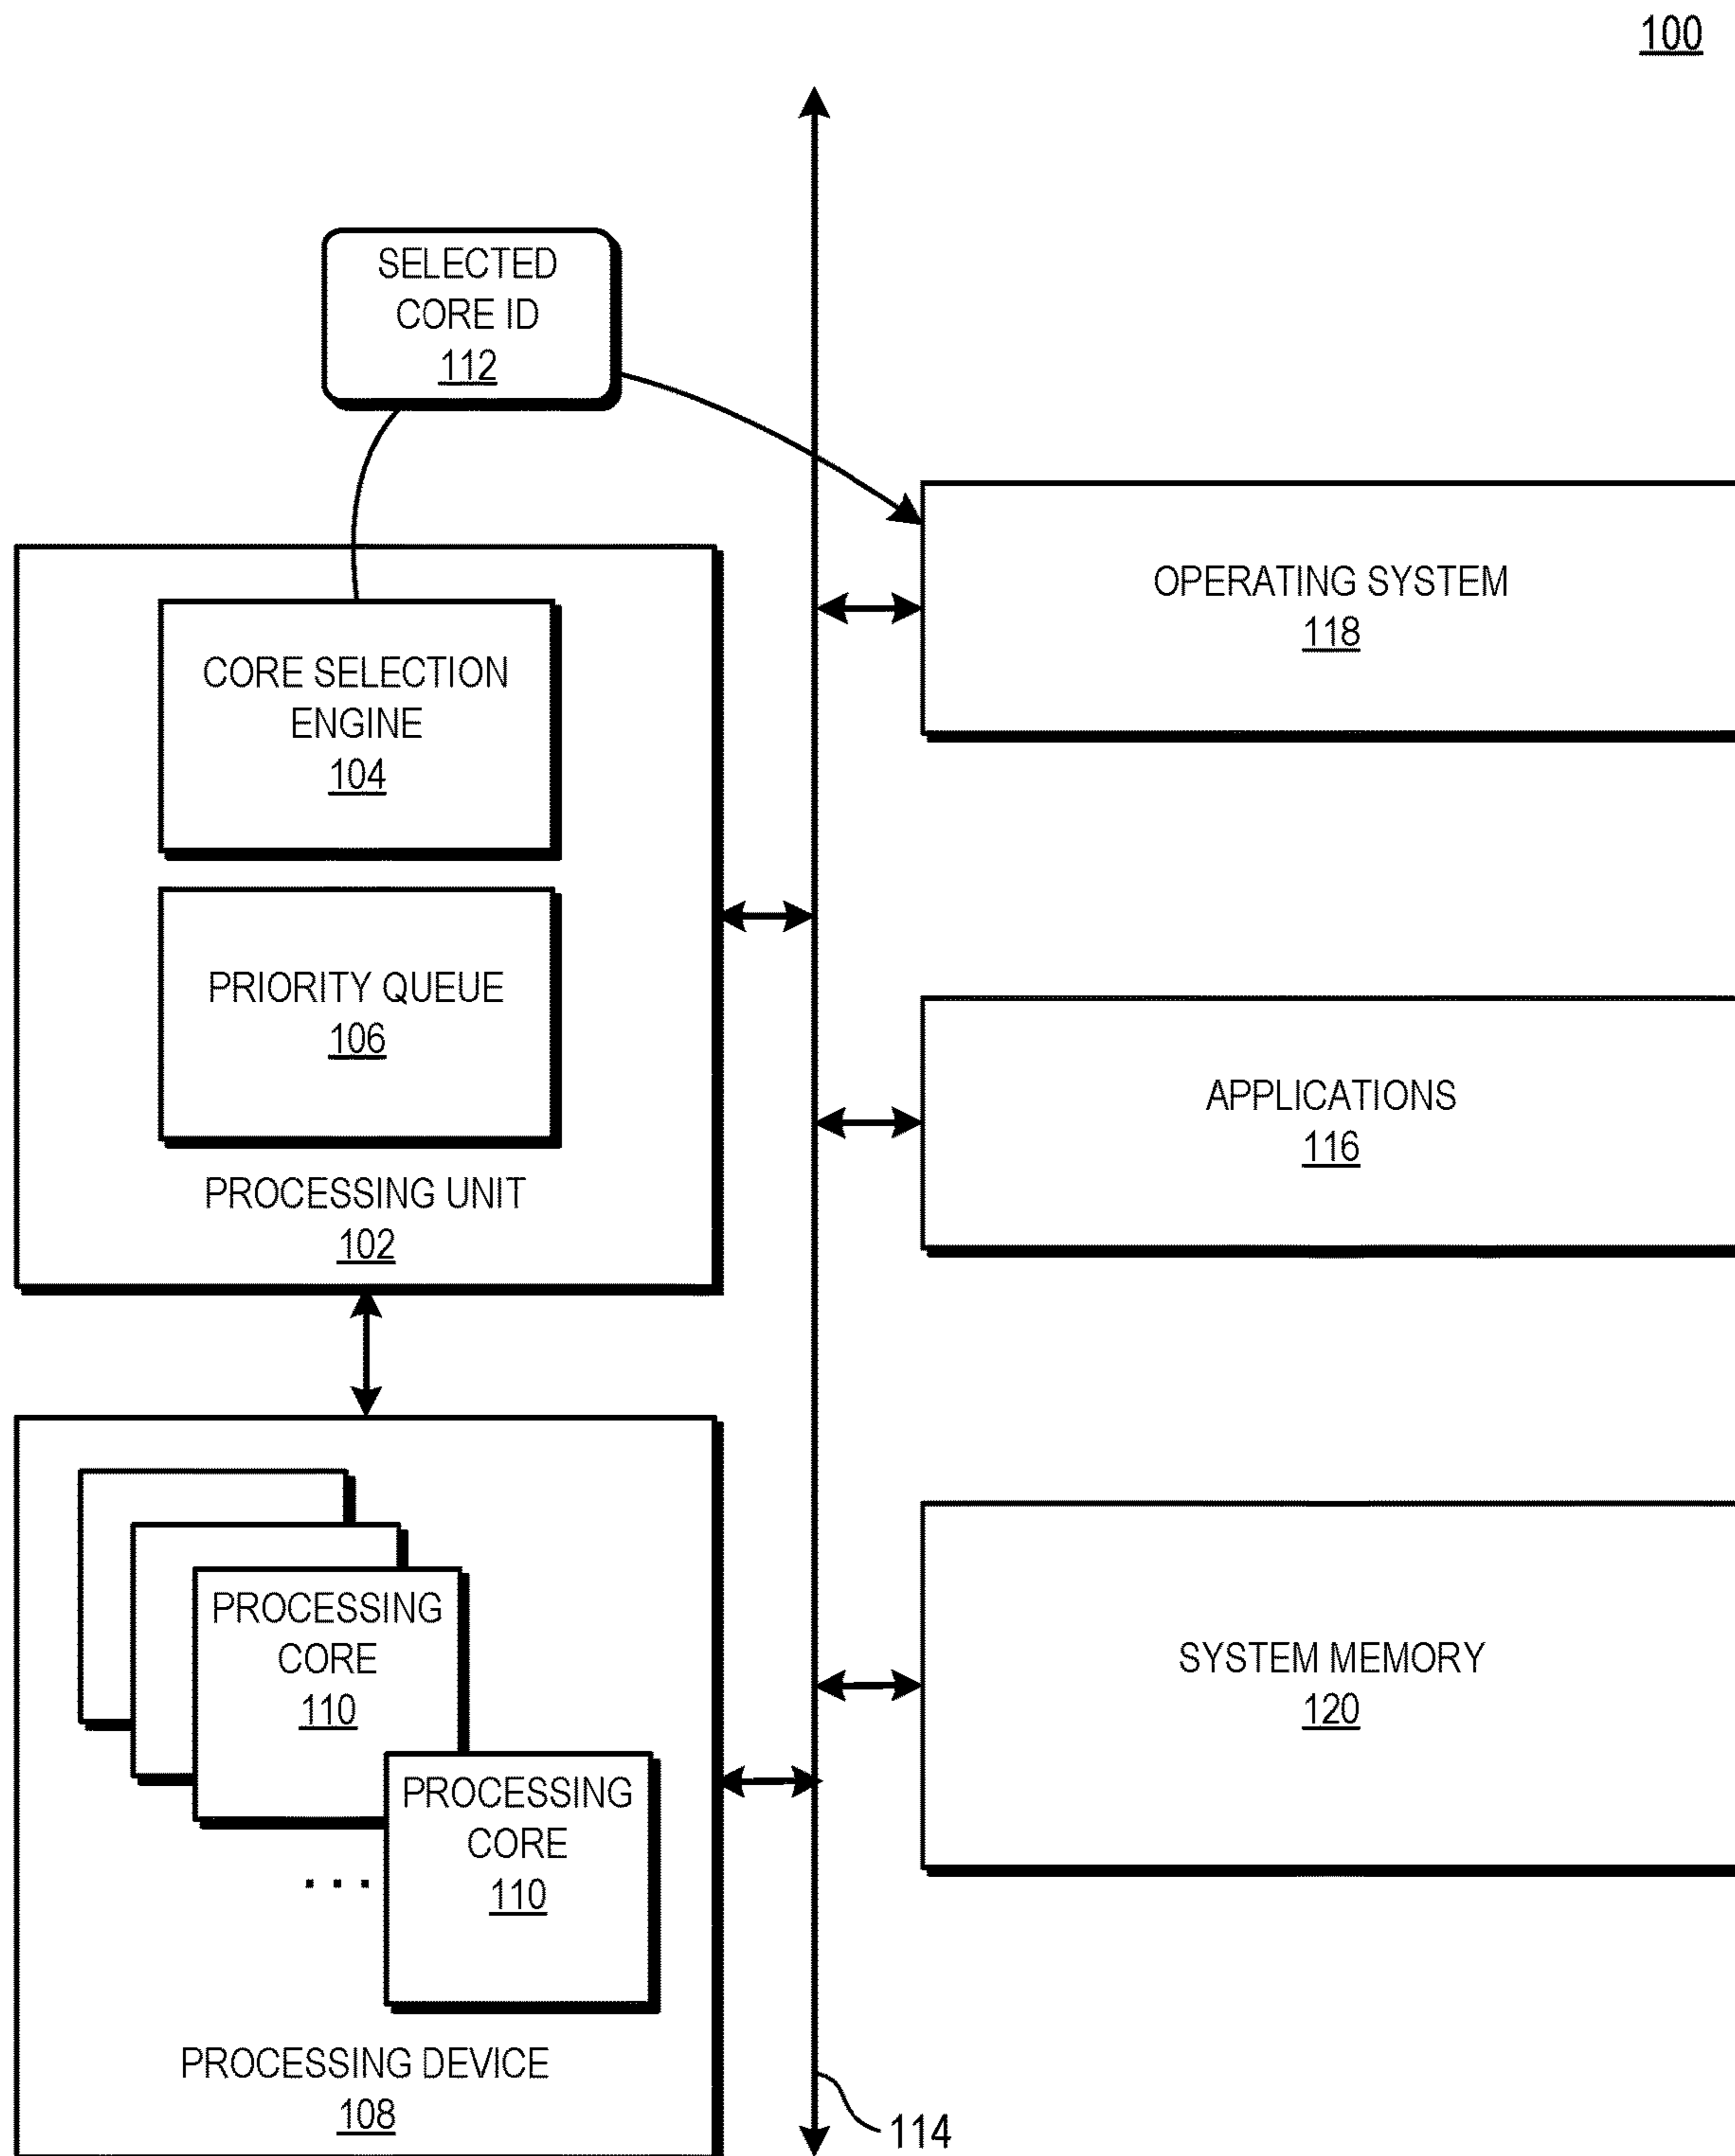 100
SELECTED
CORE ID
112
OPERATING SYSTEM
118
CORE SELECTION
ENGINE
104
PRIORITY QUEUE
106
PROCESSING UNIT
102
APPLICATIONS
116
PROCESSING
CORE
110
PROCESSING
CORE
110
...
PROCESSING DEVICE
108
SYSTEM MEMORY
120
114